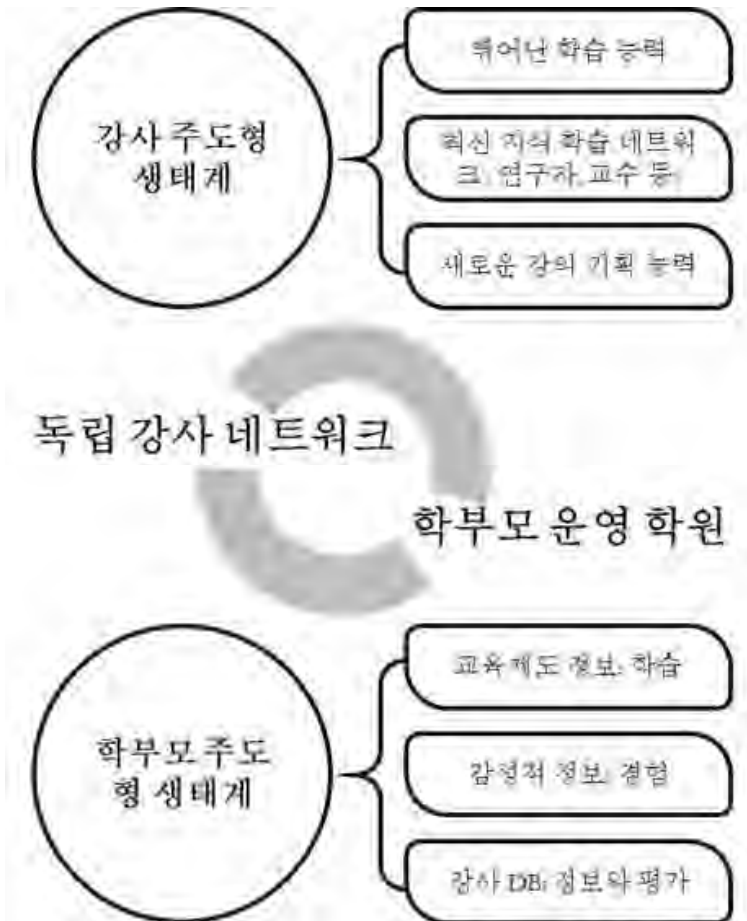 강사 주도형
생태계
뛰어난 학습 능력
최신 지식 학습 네트워
크: 연구자, 교수 등
새로운 강의 기획 능력
독립 강사 네트워크
학부모 운영 학원
학부모 주도
형 생태계
교육 제도 정보: 학습
감정적 정보: 경험
강사 DB: 정보와 평가